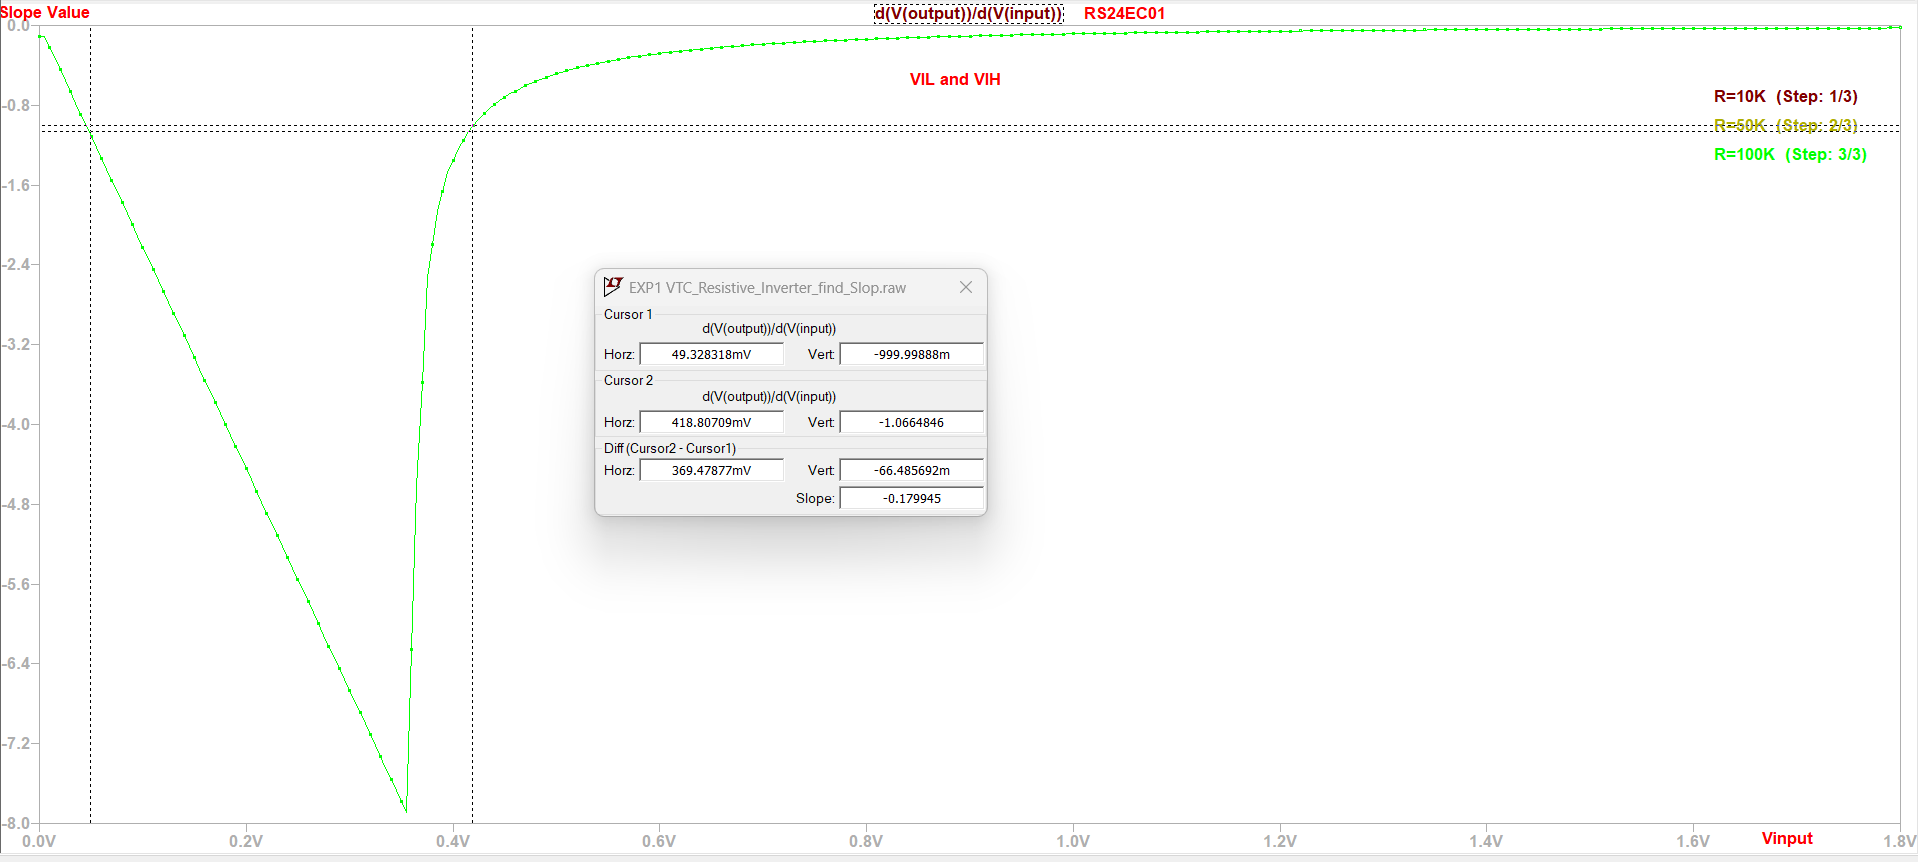 Slope Value
d(V(output))/d(V(input))
RS24EC01
0.0
-0.8
-1.6
-2.4
-3.2
-4.0
-4.8
-5.6
-6.4
-7.2
-8.0
VIL and VIH
R=10K (Step: 1/3)
R=50K (Step: 2/3)
R=100K (Step: 3/3)
EXP1 VTC_Resistive_Inverter_find_Slop.raw
Cursor 1
d(V(output))/d(V(input))
Horz: 49.328318mV Vert: -999.99888m
Cursor 2
d(V(output))/d(V(input))
Horz: 418.80709mV Vert: -1.0664846
Diff (Cursor2 - Cursor1)
Horz: 369.47877mV Vert: -66.485692m
Slope: -0.179945
0.0V 0.2V 0.4V 0.6V 0.8V 1.0V 1.2V 1.4V 1.6V 1.8V
Vinput